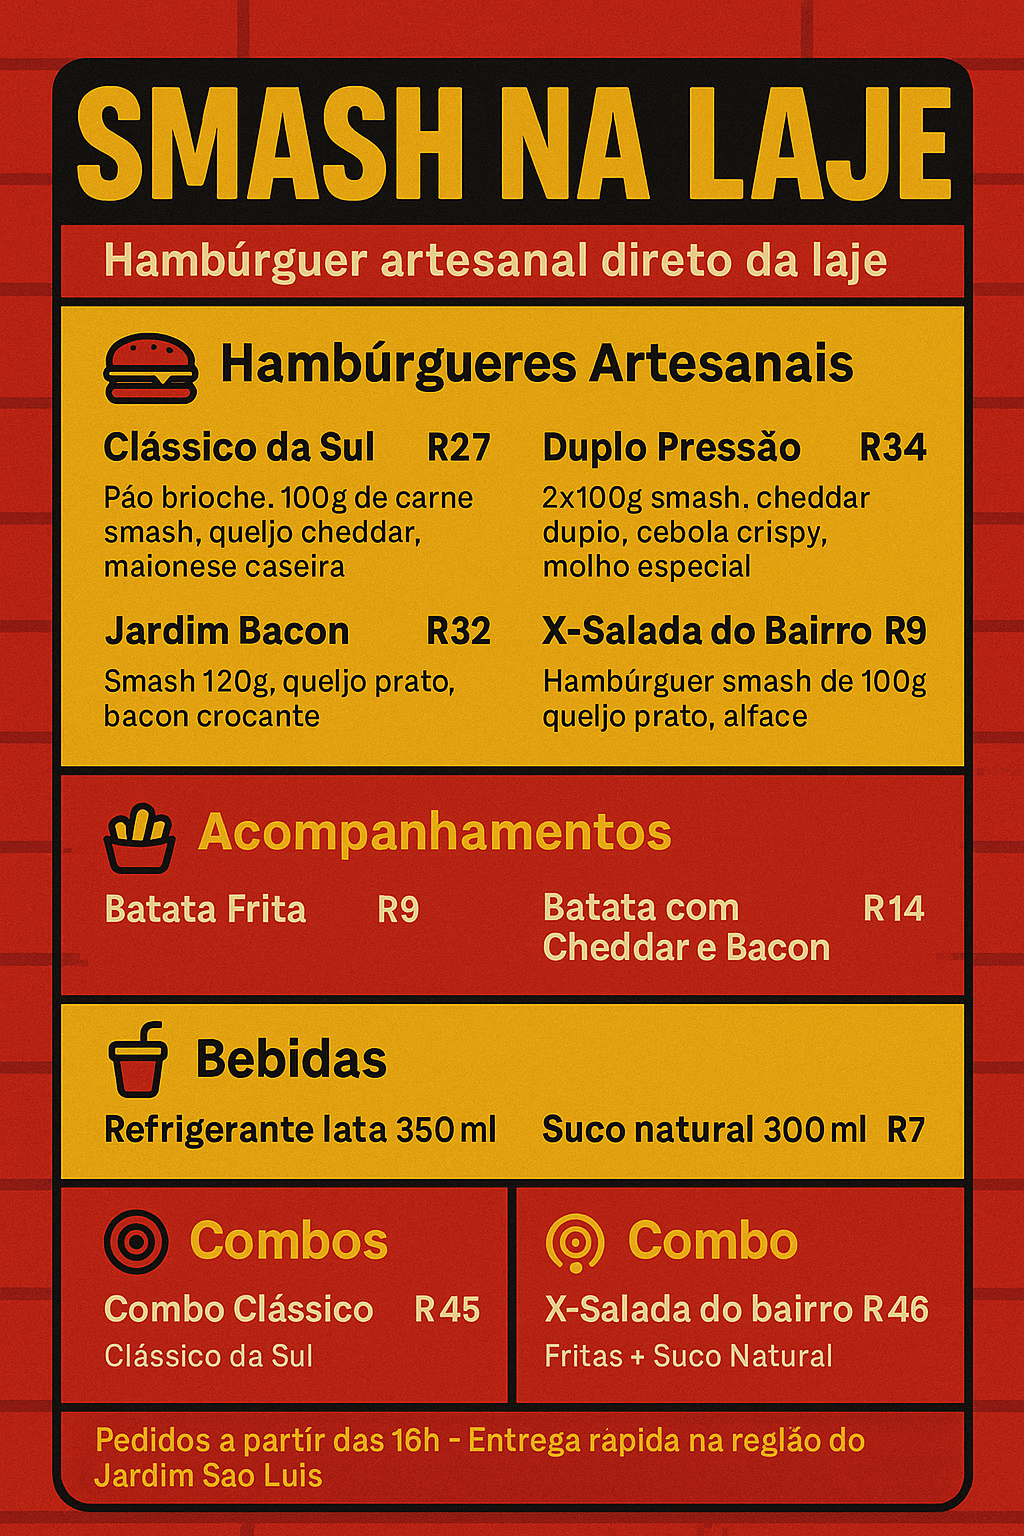 SMASH NA LAJE
Hambúrguer artesanal direto da laje
Hambúrgueres Artesanais
Clássico da Sul R27
Páo brioche. 100g de carne
smash, queljo cheddar,
maionese caseira
Duplo Pressǎo R34
2x100g smash. cheddar
dupio, cebola crispy,
molho especial
Jardim Bacon R32
Smash 120g, queljo prato,
bacon crocante
X-Salada do Bairro R9
Hambúrguer smash de 100g
queljo prato, alface
Acompanhamentos
Batata Frita R9
Batata com R14
Cheddar e Bacon
Bebidas
Refrigerante lata 350 ml
Suco natural 300 ml R7
Combos
Combo Clássico R45
Clássico da Sul
Combo
X-Salada do bairro R46
Fritas + Suco Natural
Pedidos a partír das 16h - Entrega rápida na reglǎo do
Jardim Sao Luis